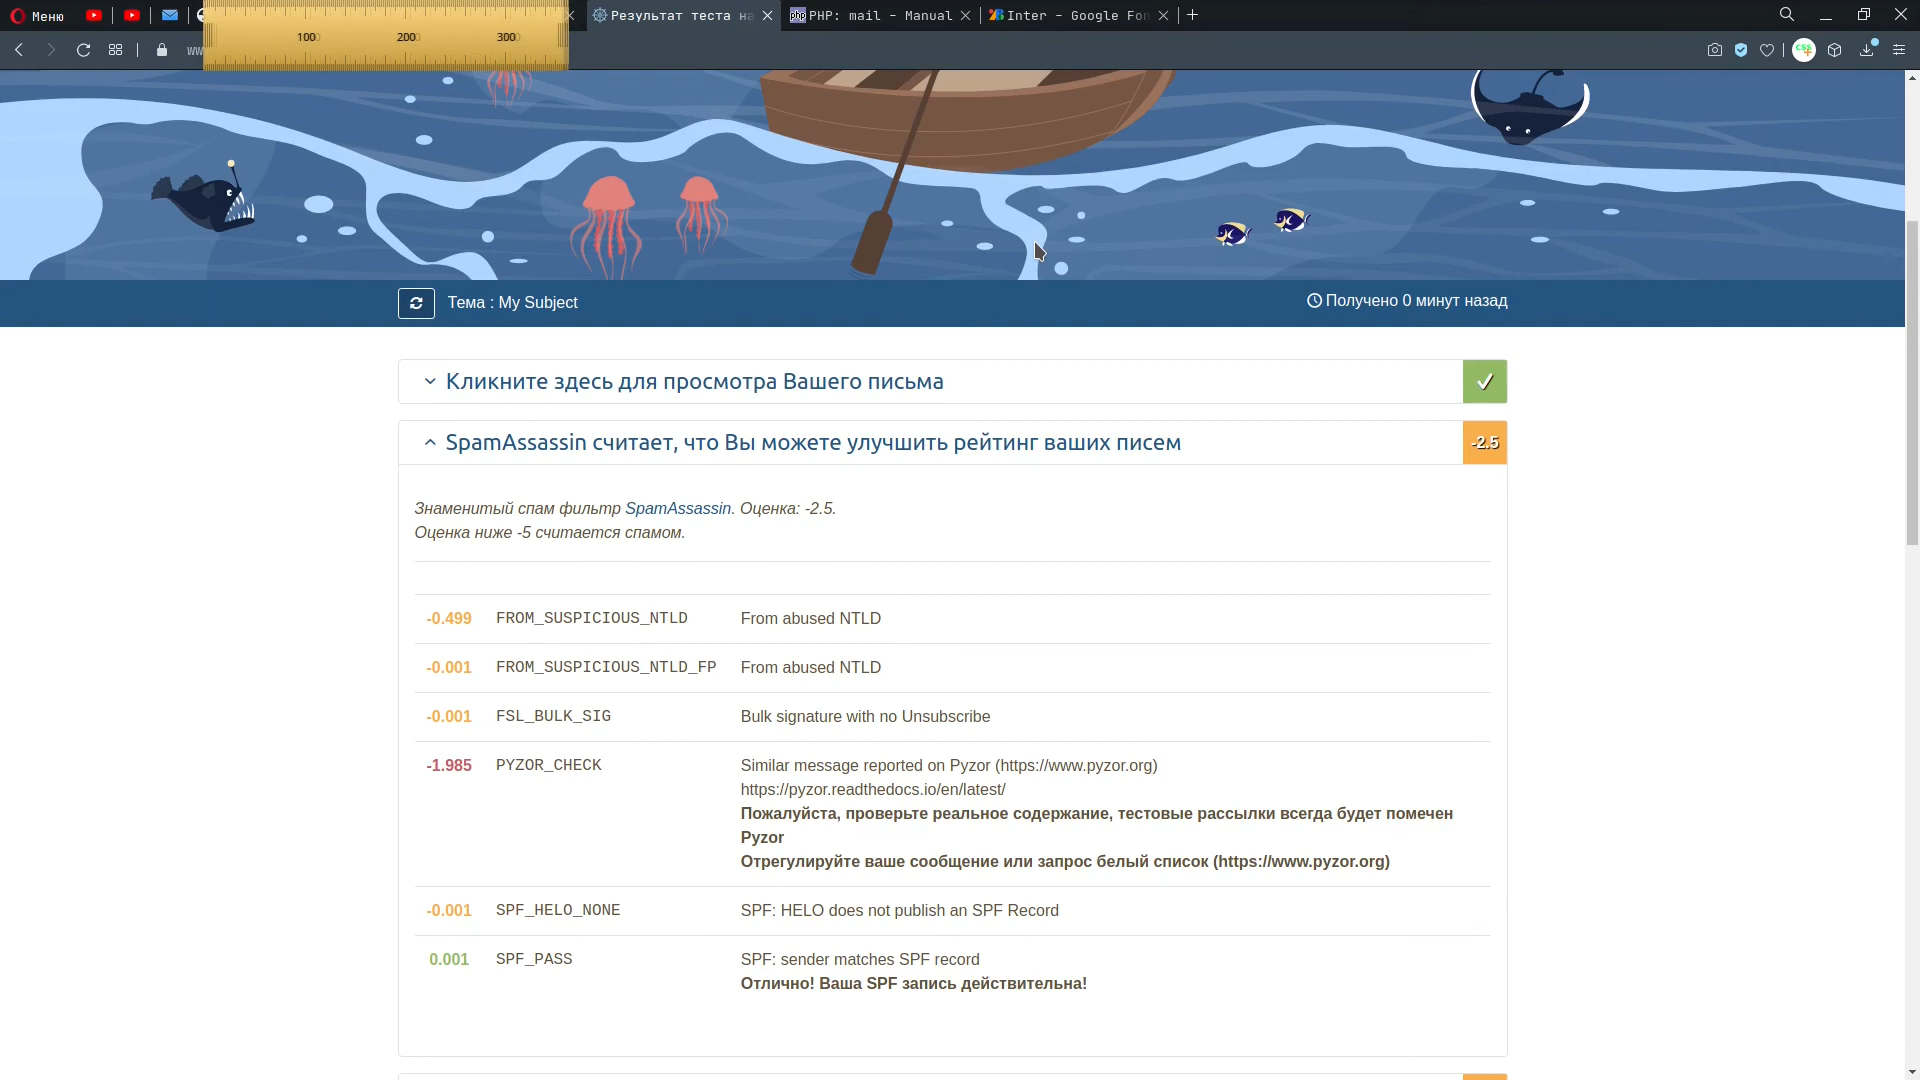 Меню
Результат теста на
PHP: mail - Manual
Inter - Google Fon
100
200
300
ww
Тема : My Subject
Получено 0 минут назад
Кликните здесь для просмотра Вашего письма
SpamAssassin считает, что Вы можете улучшить рейтинг ваших писем
-2.5
Знаменитый спам фильтр SpamAssassin. Оценка: -2.5.
Оценка ниже -5 считается спамом.
-0.499 FROM_SUSPICIOUS_NTLD From abused NTLD
-0.001 FROM_SUSPICIOUS_NTLD_FP From abused NTLD
-0.001 FSL_BULK_SIG Bulk signature with no Unsubscribe
-1.985 PYZOR_CHECK Similar message reported on Pyzor (https://www.pyzor.org)
https://pyzor.readthedocs.io/en/latest/
Пожалуйста, проверьте реальное содержание, тестовые рассылки всегда будет помечен
Pyzor
Отрегулируйте ваше сообщение или запрос белый список (https://www.pyzor.org)
-0.001 SPF_HELO_NONE SPF: HELO does not publish an SPF Record
0.001 SPF_PASS SPF: sender matches SPF record
Отлично! Ваша SPF запись действительна!